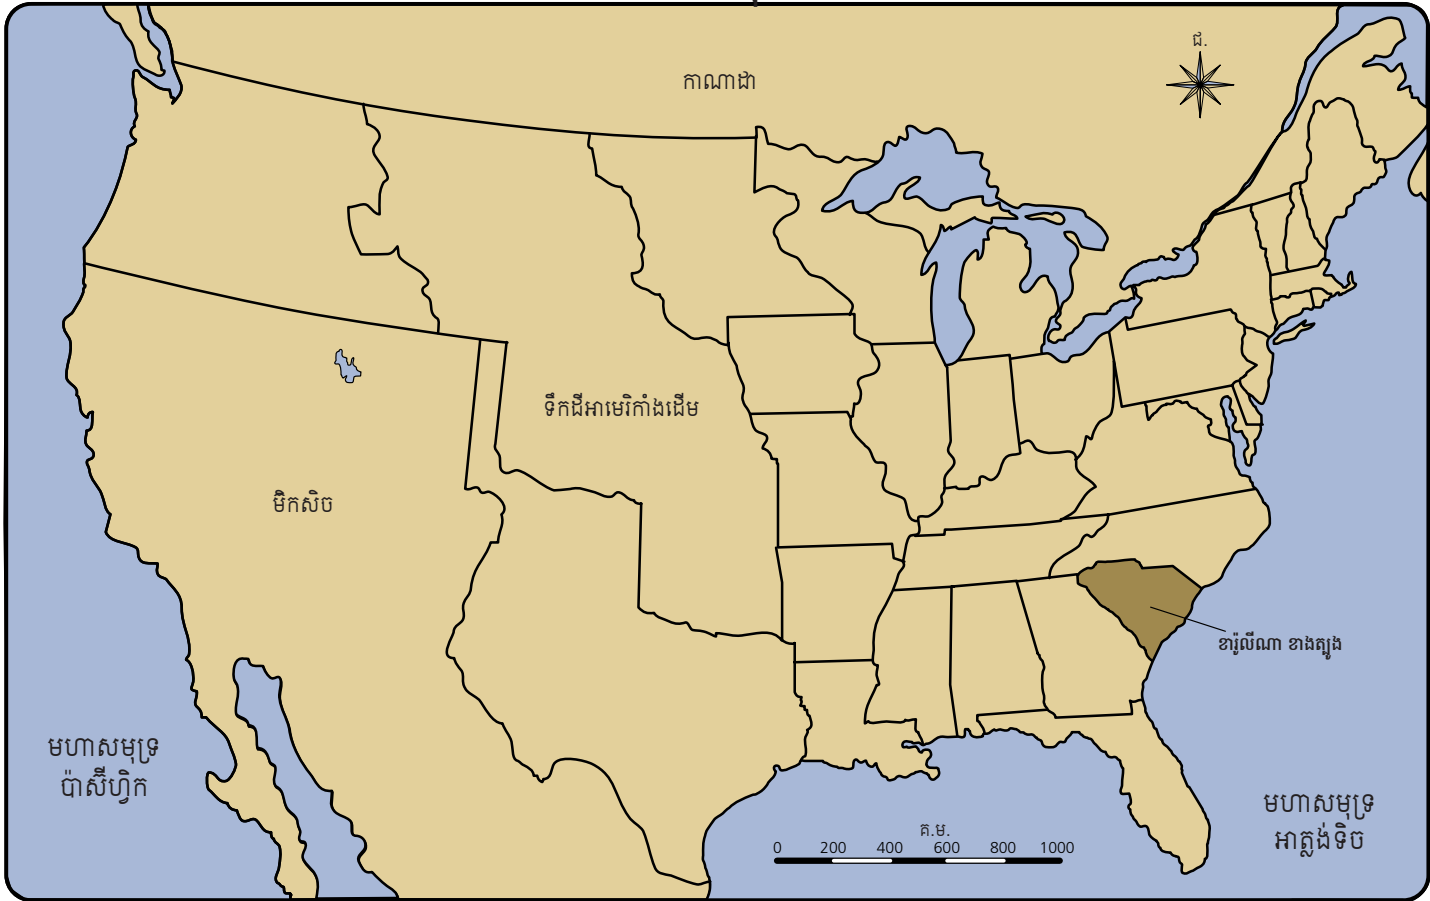 ជ.
កាណាដា
ទឹកដីអាមេរិកាំងដើម
ម៉ិកសិច
ខារ៉ូលីណា ខាងត្បូង
មហាសមុទ្រ
ប៉ាស៊ីហ្វិក
មហាសមុទ្រ
អាត្លង់ទិច
គ.ម.
0 200 400 600 800 1000